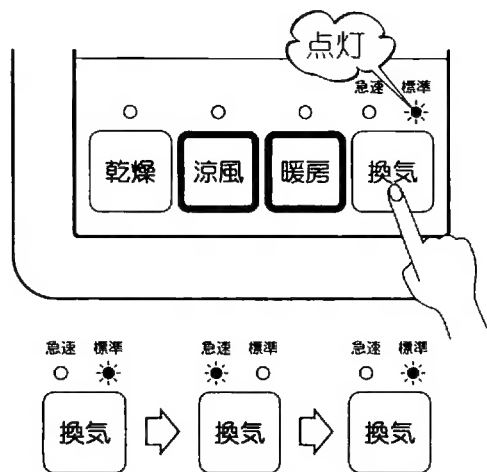 点灯
急速 標準
乾燥 涼風 暖房 換気
急速 標準 急速 標準 急速 標準
換気 換気 換気